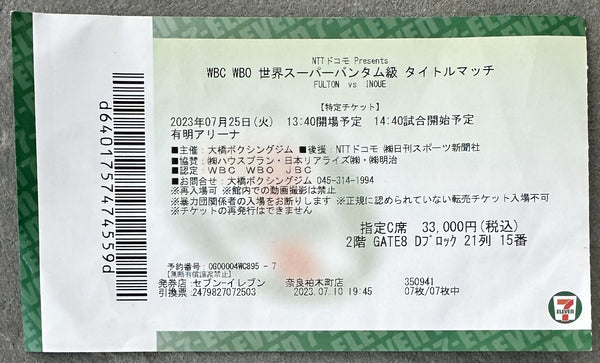 7-ELEVEN
NTTドコモ Presents
WBC WBO 世界スーパーバンタム級 タイトルマッチ
FULTON vs INOUE
【特定チケット】
2023年07月25日(火) 13:40開場予定 14:40試合開始予定
有明アリーナ
■主催：大橋ボクシングジム ■後援：NTTドコモ ㈱日刊スポーツ新聞社
■協賛：㈱ハウスプラン・日本リアライズ㈱・㈱明治
■認定：WBC WBO JBC
■お問合せ：大橋ボクシングジム 045-314-1994
※再入場可 ※館内での動画撮影は禁止
※暴力団関係者の入場をお断りします ※正規に認められていない転売チケット入場不可
※チケットの再発行はできません
指定C席 33,000円(税込)
2階 GATE8 Dブロック 21列 15番
予約番号：OG00004WC895 - 7
【無断有償譲渡禁止】
発券店：セブン-イレブン 奈良柏木町店 350941
引換票：2479827072503 2023.07.10 19:45 07枚/07枚中
d6401757474559d
7
ELEVEN